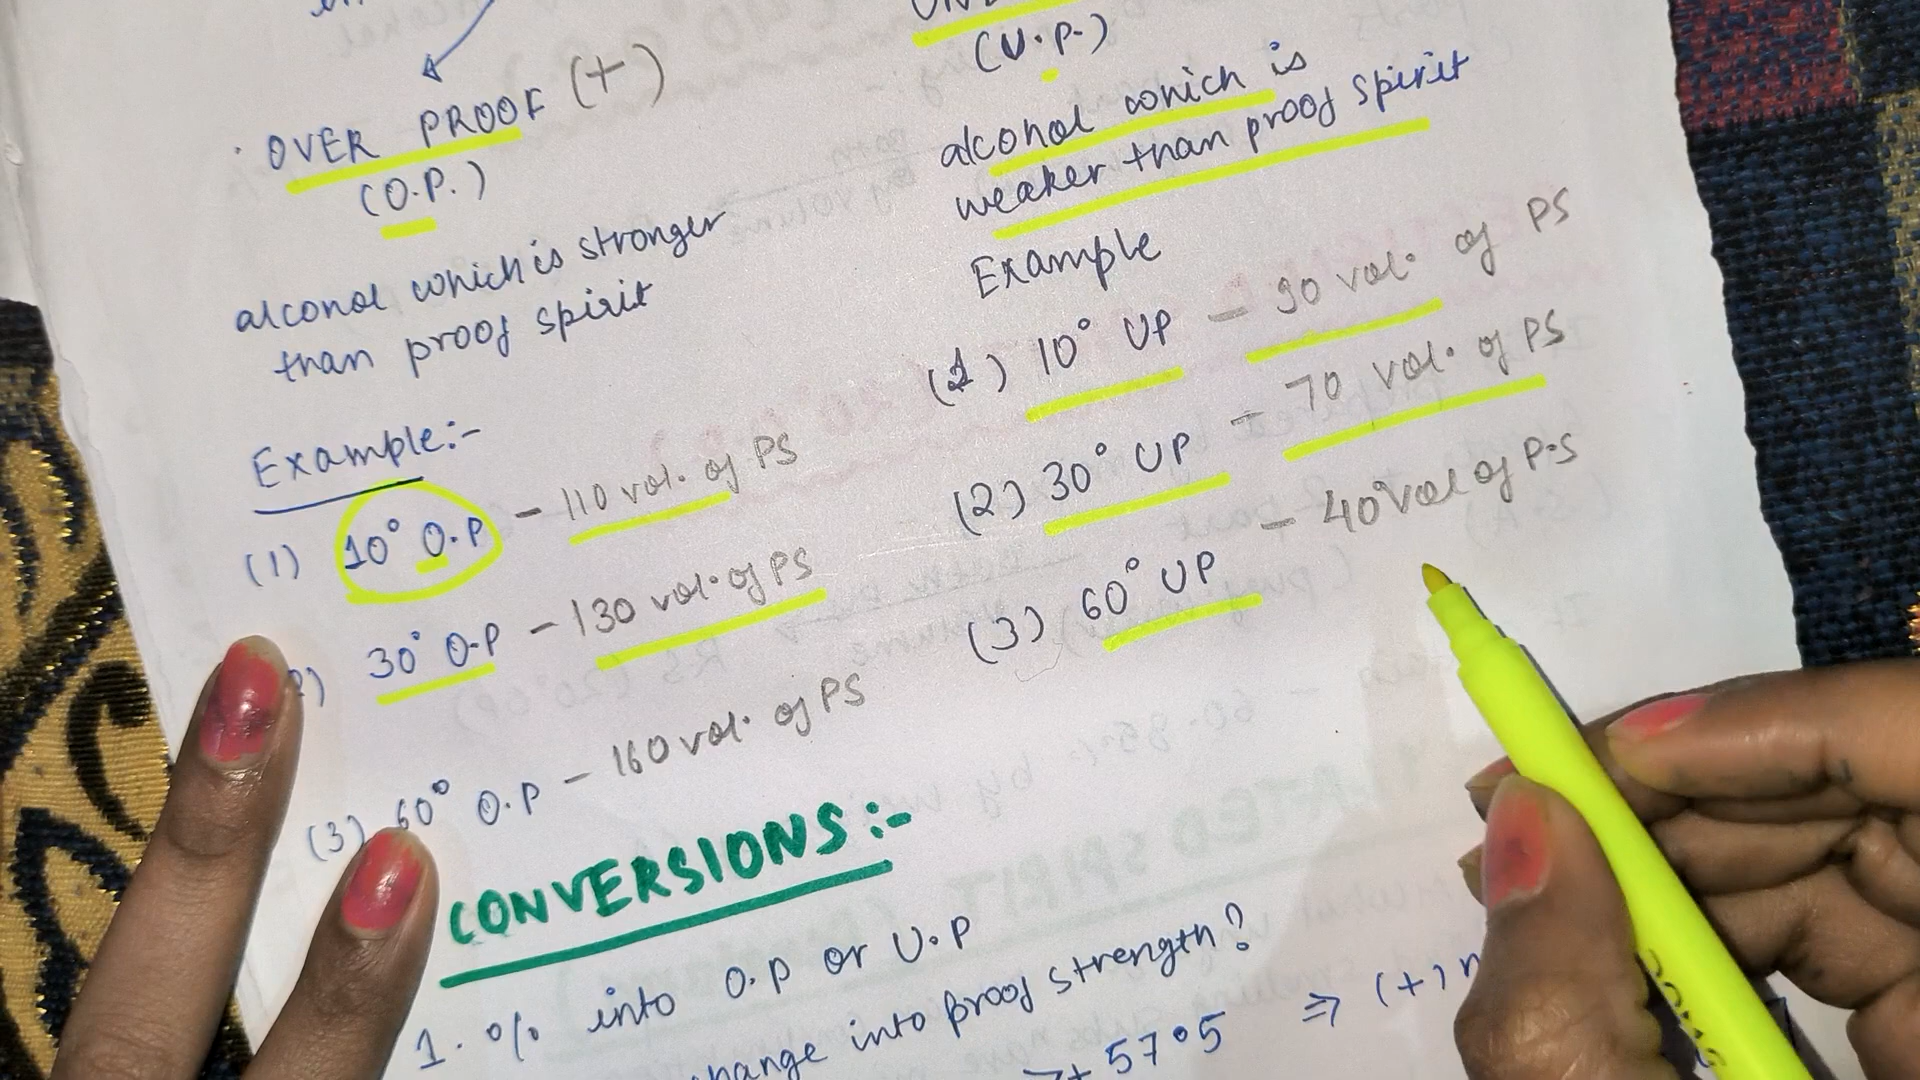 OVER PROOF (+)
(O.P.)
alcohol which is stronger
than proof spirit
Example:-
(1) 10° O.P - 110 vol. of PS
30° O.P - 130 vol. of PS
(3) 60° O.P - 160 vol. of PS
(U.P.)
alcohol which is
weaker than proof spirit
Example
(1) 10° UP - 90 vol. of PS
(2) 30° UP - 70 vol. of PS
(3) 60° UP - 40 vol of P.S
CONVERSIONS:-
1. % into O.P or U.P
into proof strength?
57.5 ⇒ (+)